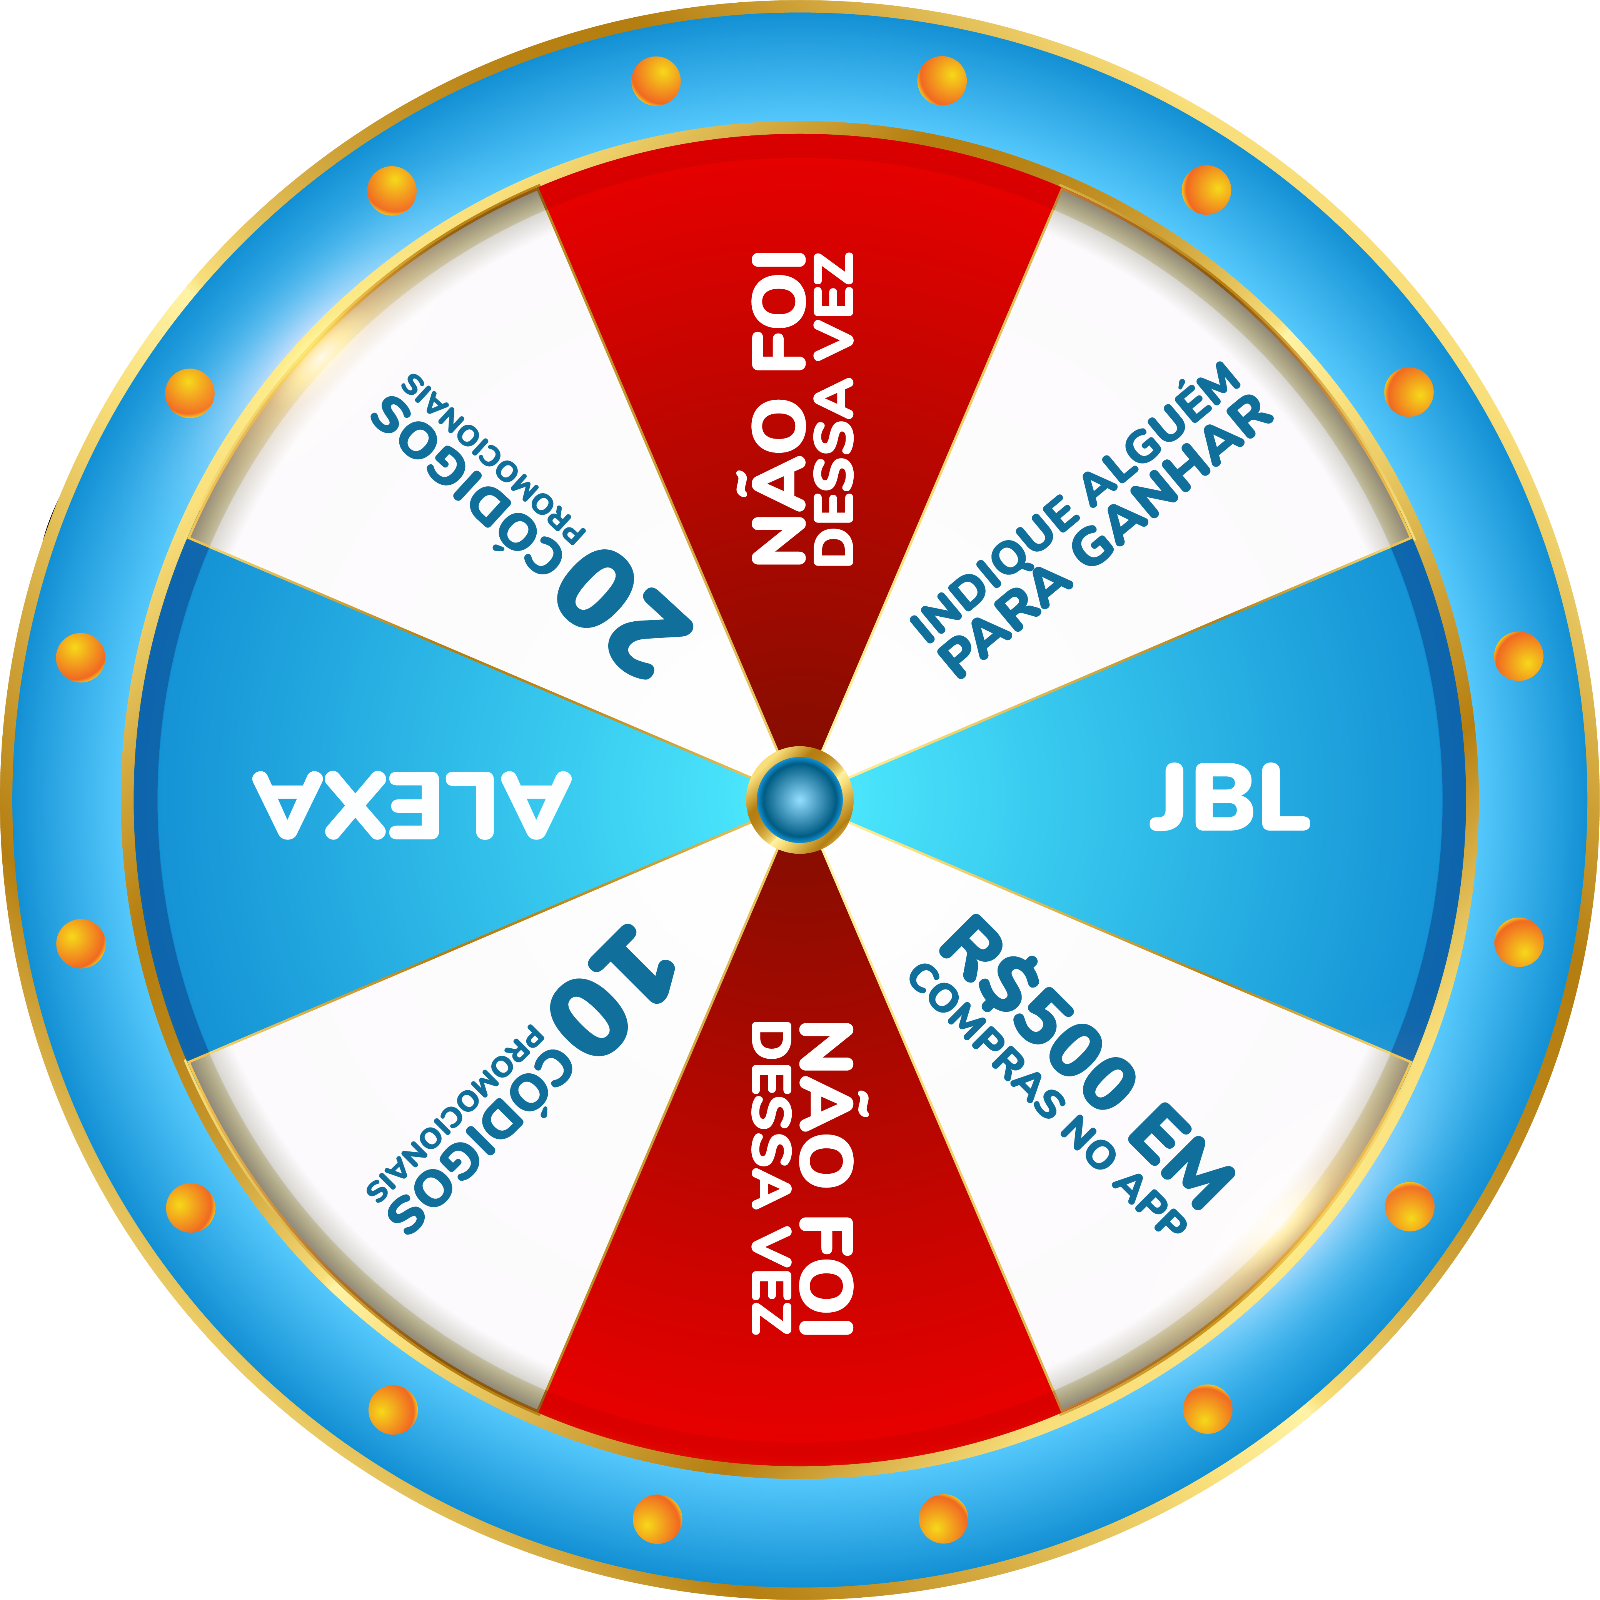 NÃO FOI
DESSA VEZ
INDIQUE ALGUÉM
PARA GANHAR
JBL
R$500 EM
COMPRAS NO APP
NÃO FOI
DESSA VEZ
10 CÓDIGOS
PROMOCIONAIS
ALEXA
20 CÓDIGOS
PROMOCIONAIS